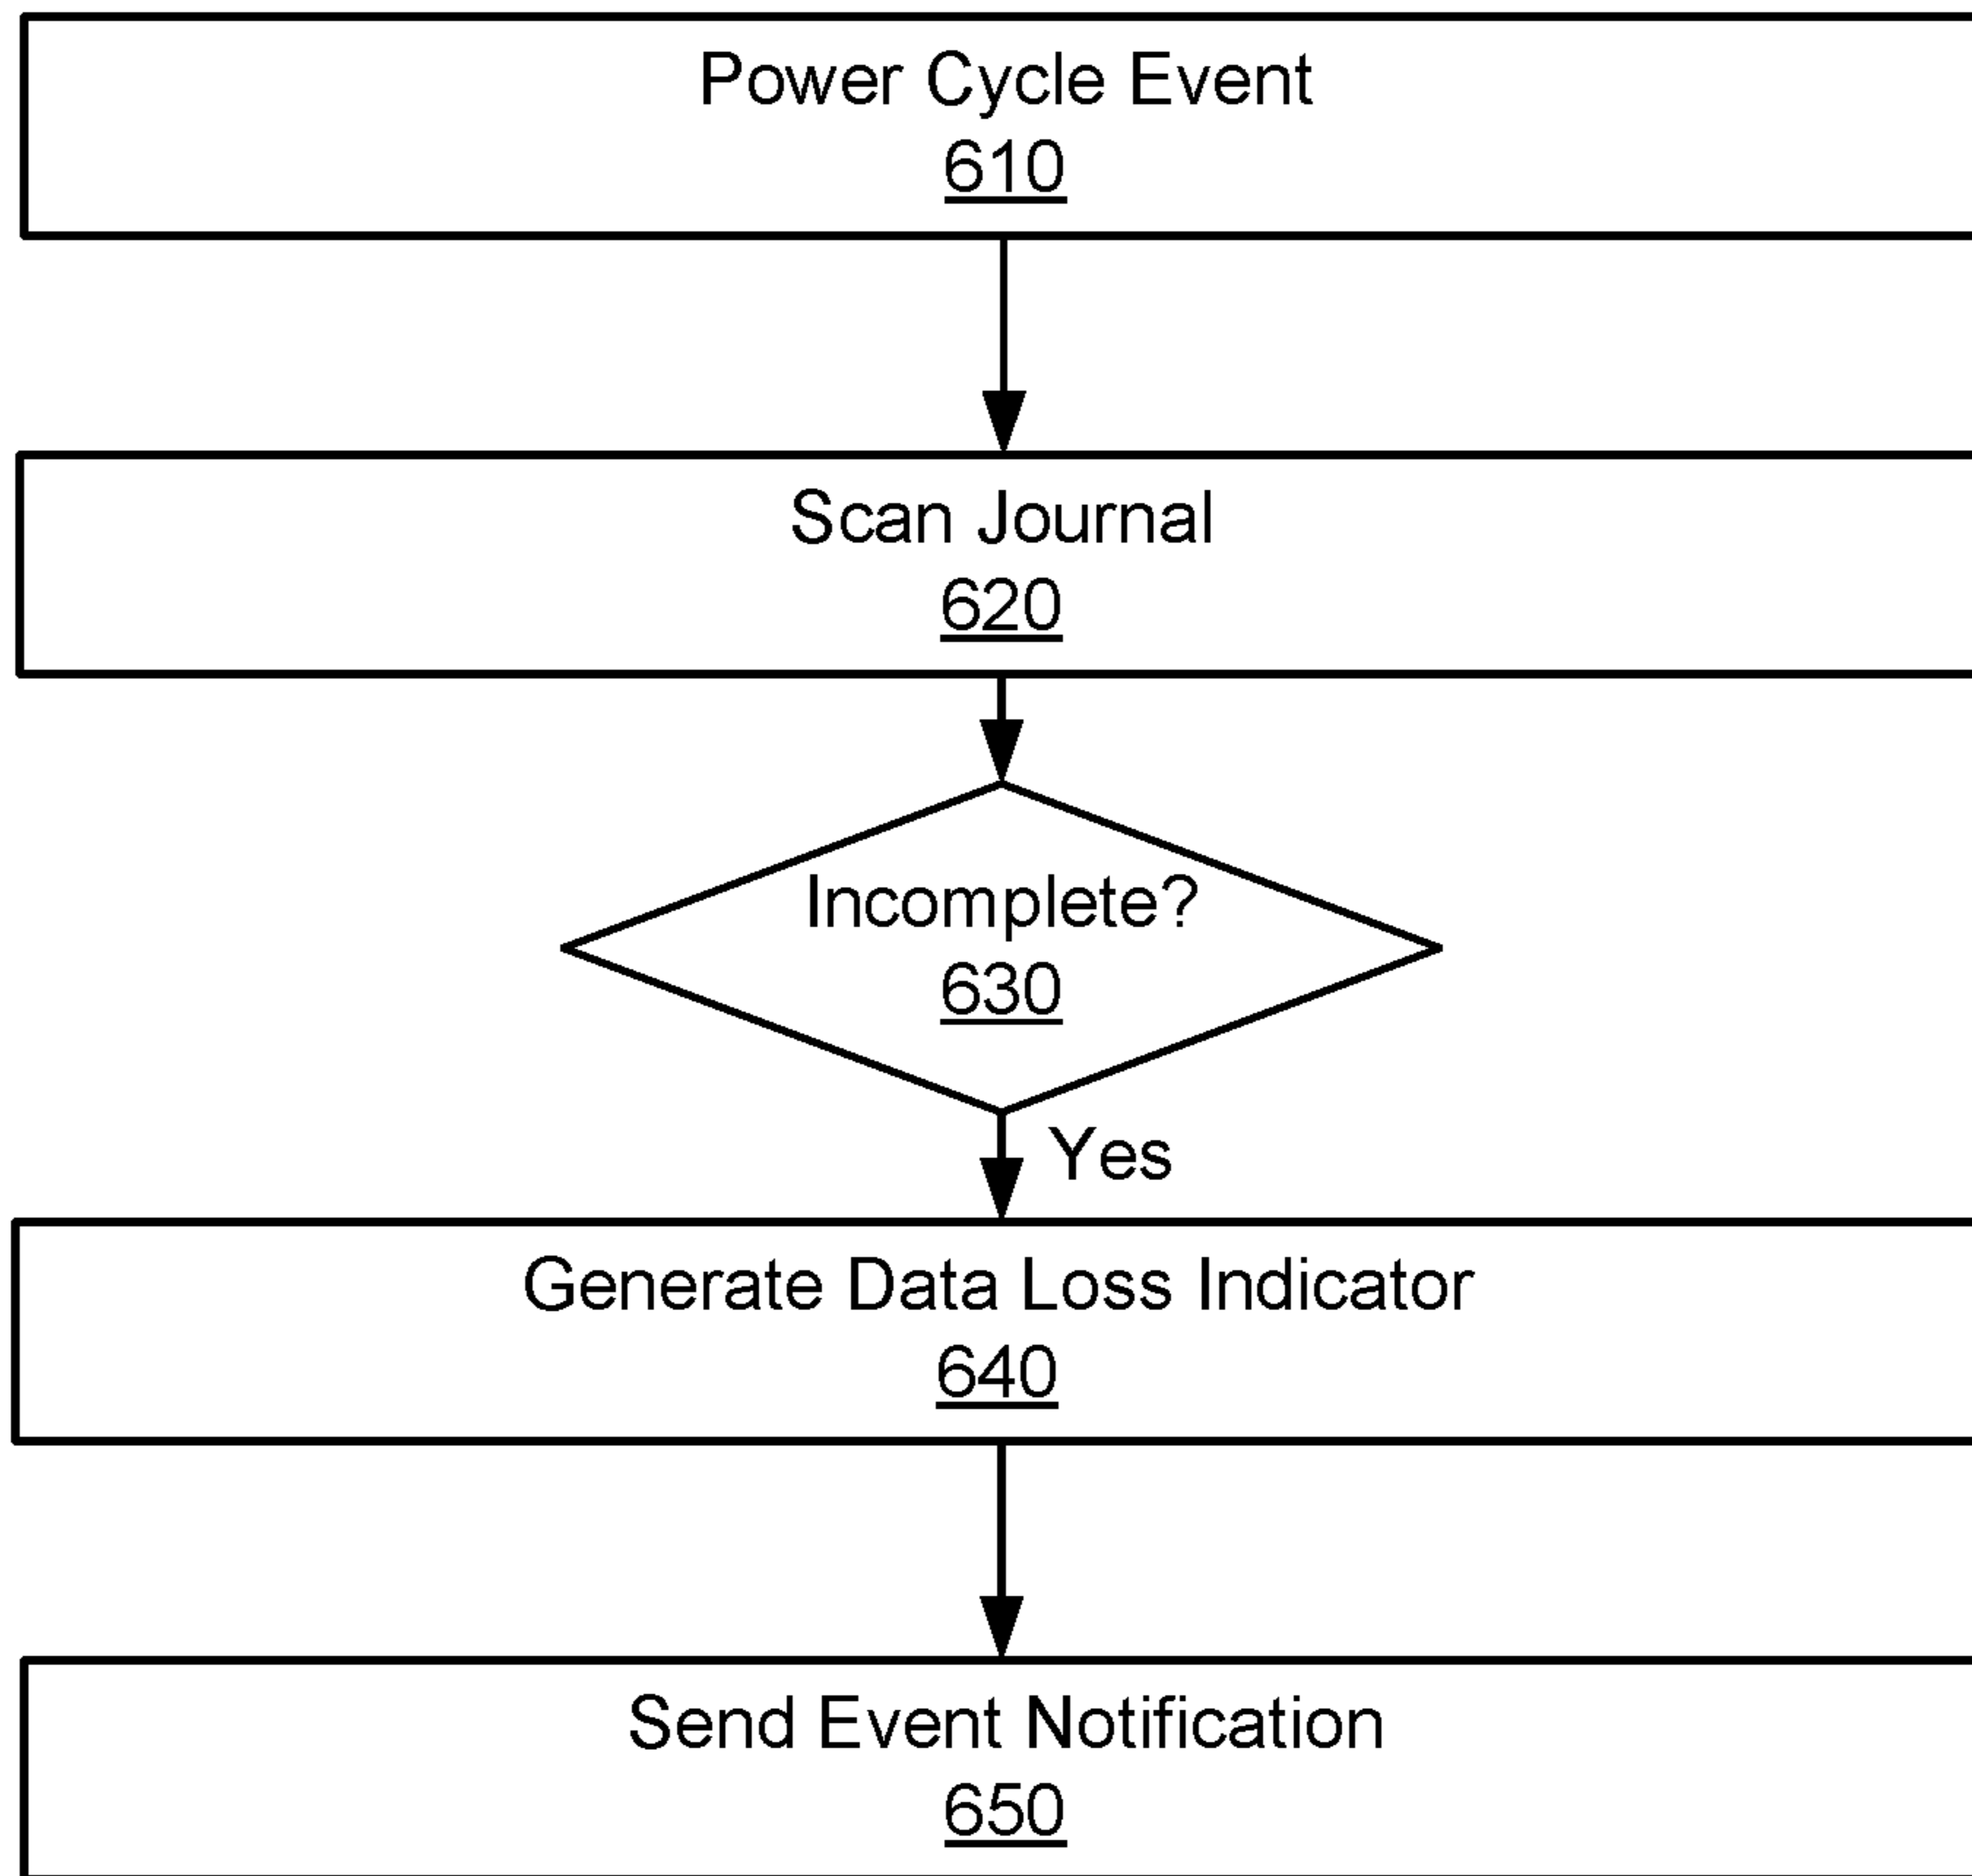 Power Cycle Event
610
Scan Journal
620
Incomplete?
630
Yes
Generate Data Loss Indicator
640
Send Event Notification
650